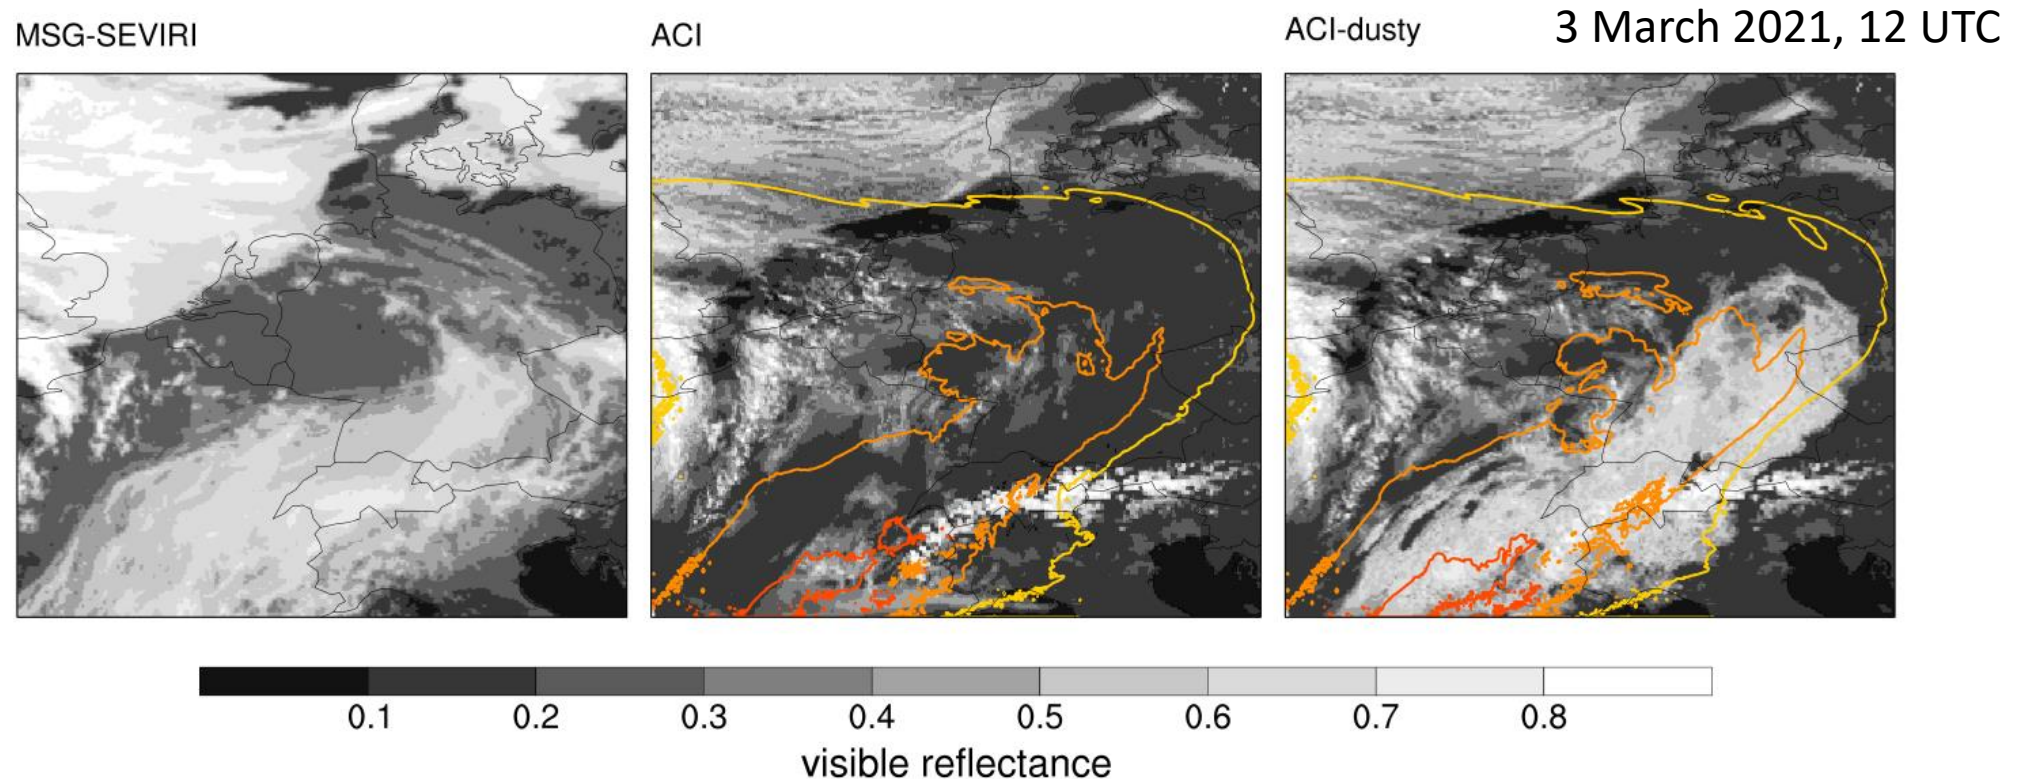 3 March 2021, 12 UTC
MSG-SEVIRI
ACI
ACI-dusty
0.1 0.2 0.3 0.4 0.5 0.6 0.7 0.8
visible reflectance